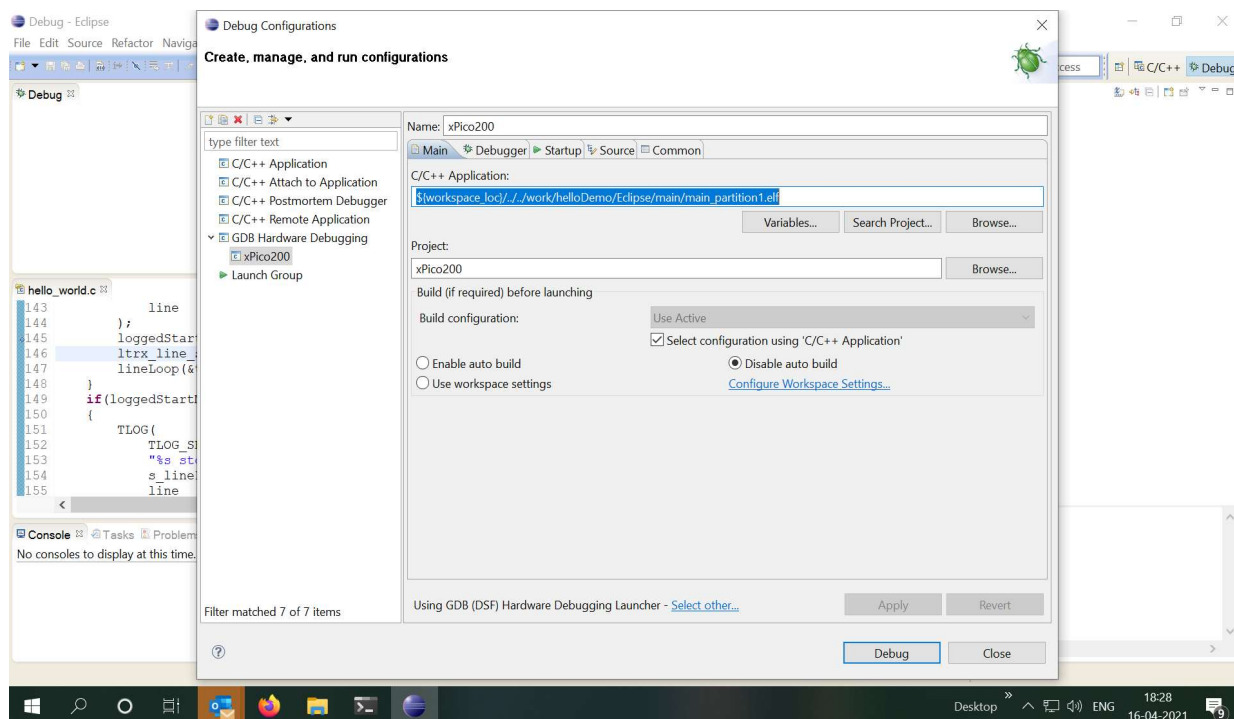 Debug - Eclipse
File Edit Source Refactor Naviga
Debug
Debug Configurations
Create, manage, and run configurations
cess
C/C++
Debug
type filter text
C/C++ Application
C/C++ Attach to Application
C/C++ Postmortem Debugger
C/C++ Remote Application
GDB Hardware Debugging
xPico200
Launch Group
Filter matched 7 of 7 items
Name: xPico200
Main Debugger Startup Source Common
C/C++ Application:
${workspace_loc}/../../work/helloDemo/Eclipse/main/main_partition1.elf
Variables... Search Project... Browse...
Project:
xPico200 Browse...
Build (if required) before launching
Build configuration: Use Active
Select configuration using 'C/C++ Application'
Enable auto build Disable auto build
Use workspace settings Configure Workspace Settings...
Using GDB (DSF) Hardware Debugging Launcher - Select other... Apply Revert
Debug Close
hello_world.c
143 line
144 );
145 loggedStar
146 ltrx_line_
147 lineLoop(&
148 }
149 if(loggedStart
150 {
151 TLOG(
152 TLOG_S
153 "%s st
154 s_line
155 line
Console Tasks Problem
No consoles to display at this time.
Desktop ENG 18:28
16-04-2021
9